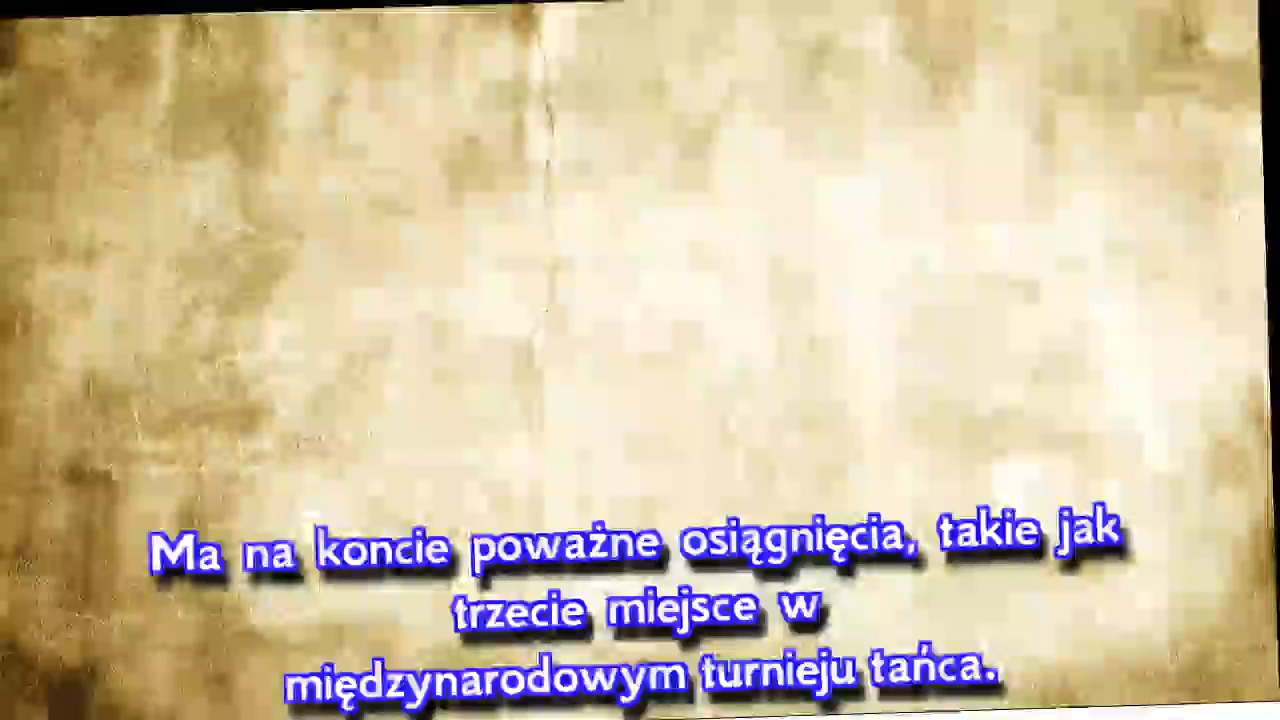 Ma na koncie poważne osiągnięcia, takie jak
trzecie miejsce w
międzynarodowym turnieju tańca.